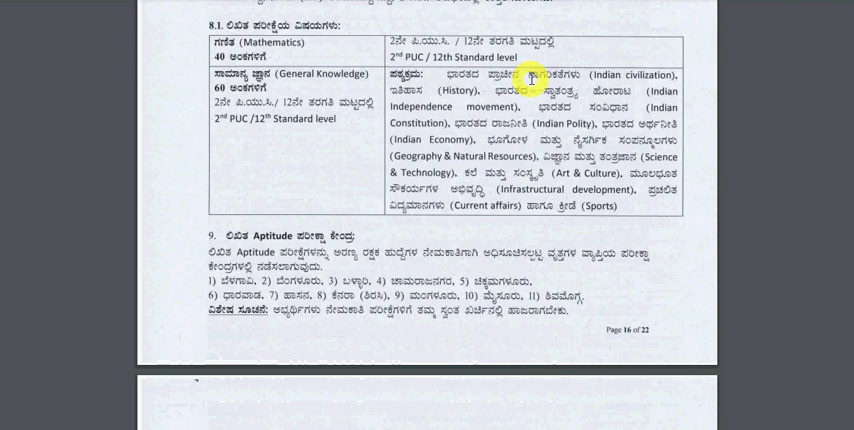 8.1. ಲಿಖಿತ ಪರೀಕ್ಷೆಯ ವಿಷಯಗಳು:
ಗಣಿತ (Mathematics)
40 ಅಂಕಗಳಿಗೆ
2ನೇ ಪಿ.ಯು.ಸಿ. / 12ನೇ ತರಗತಿ ಮಟ್ಟದಲ್ಲಿ
2nd PUC / 12th Standard level
ಸಾಮಾನ್ಯ ಜ್ಞಾನ (General Knowledge)
60 ಅಂಕಗಳಿಗೆ
2ನೇ ಪಿ.ಯು.ಸಿ./ 12ನೇ ತರಗತಿ ಮಟ್ಟದಲ್ಲಿ
2nd PUC /12th Standard level
ಪಠ್ಯಕ್ರಮ: ಭಾರತದ ಪ್ರಾಚೀನ ನಾಗರಿಕತೆಗಳು (Indian civilization),
ಇತಿಹಾಸ (History), ಭಾರತದ ಸ್ವಾತಂತ್ರ್ಯ ಹೋರಾಟ (Indian
Independence movement), ಭಾರತದ ಸಂವಿಧಾನ (Indian
Constitution), ಭಾರತದ ರಾಜನೀತಿ (Indian Polity), ಭಾರತದ ಅರ್ಥನೀತಿ
(Indian Economy), ಭೂಗೋಳ ಮತ್ತು ನೈಸರ್ಗಿಕ ಸಂಪನ್ಮೂಲಗಳು
(Geography & Natural Resources), ವಿಜ್ಞಾನ ಮತ್ತು ತಂತ್ರಜ್ಞಾನ (Science
& Technology), ಕಲೆ ಮತ್ತು ಸಂಸ್ಕೃತಿ (Art & Culture), ಮೂಲಭೂತ
ಸೌಕರ್ಯಗಳ ಅಭಿವೃದ್ಧಿ (Infrastructural development), ಪ್ರಚಲಿತ
ವಿದ್ಯಮಾನಗಳು (Current affairs) ಹಾಗೂ ಕ್ರೀಡೆ (Sports)
9. ಲಿಖಿತ Aptitude ಪರೀಕ್ಷಾ ಕೇಂದ್ರ:
ಲಿಖಿತ Aptitude ಪರೀಕ್ಷೆಗಳನ್ನು ಅರಣ್ಯ ರಕ್ಷಕ ಹುದ್ದೆಗಳ ನೇಮಕಾತಿಗಾಗಿ ಅಧಿಸೂಚಿಸಲ್ಪಟ್ಟ ವೃತ್ತಗಳ ವ್ಯಾಪ್ತಿಯ ಪರೀಕ್ಷಾ
ಕೇಂದ್ರಗಳಲ್ಲಿ ನಡೆಸಲಾಗುವುದು.
1) ಬೆಳಗಾವಿ, 2) ಬೆಂಗಳೂರು, 3) ಬಳ್ಳಾರಿ, 4) ಚಾಮರಾಜನಗರ, 5) ಚಿಕ್ಕಮಗಳೂರು,
6) ಧಾರವಾಡ, 7) ಹಾಸನ, 8) ಕೆನರಾ (ಶಿರಸಿ), 9) ಮಂಗಳೂರು, 10) ಮೈಸೂರು, 11) ಶಿವಮೊಗ್ಗ.
ವಿಶೇಷ ಸೂಚನೆ: ಅಭ್ಯರ್ಥಿಗಳು ನೇಮಕಾತಿ ಪರೀಕ್ಷೆಗಳಿಗೆ ತಮ್ಮ ಸ್ವಂತ ಖರ್ಚಿನಲ್ಲಿ ಹಾಜರಾಗಬೇಕು.
Page 16 of 22